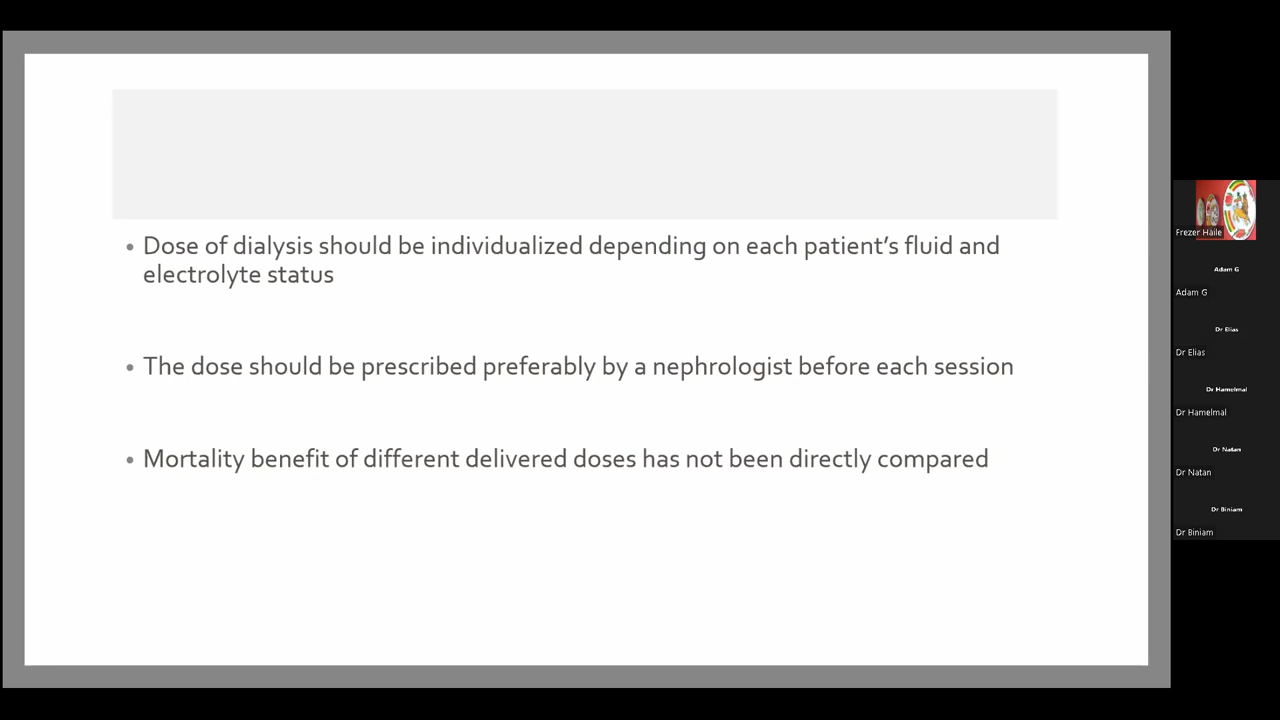 • Dose of dialysis should be individualized depending on each patient's fluid and
electrolyte status
• The dose should be prescribed preferably by a nephrologist before each session
• Mortality benefit of different delivered doses has not been directly compared
Frezer Haile
Adam G
Adam G
Dr Elias
Dr Elias
Dr Hamelmal
Dr Hamelmal
Dr Natan
Dr Natan
Dr Biniam
Dr Biniam